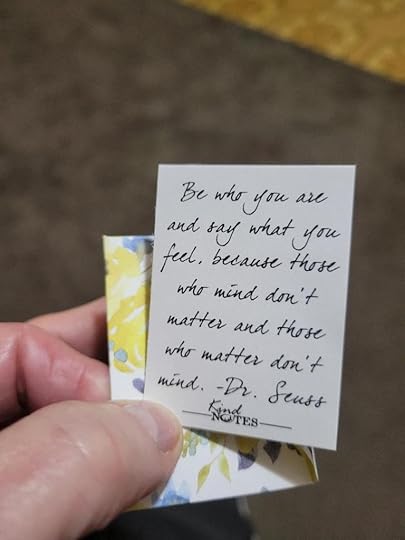 Be who you are
and say what you
feel, because those
who mind don't
matter and those
who matter don't
mind. -Dr. Seuss
Kind
NOTES